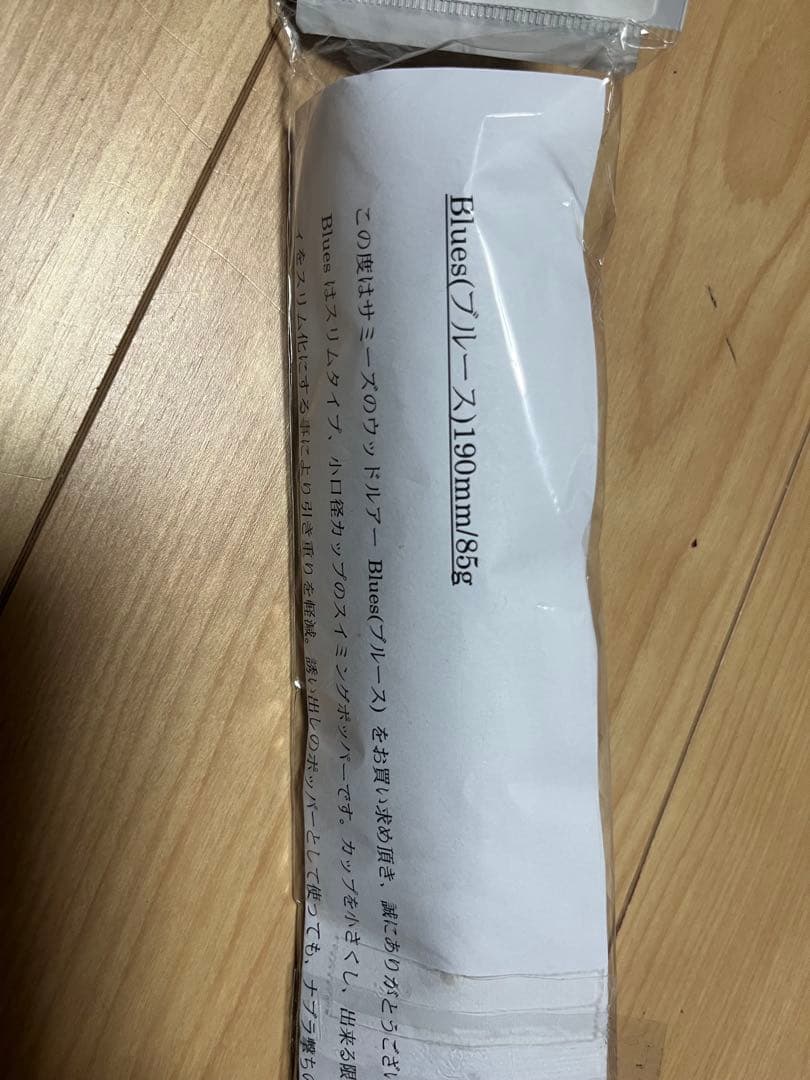 Blues(ブルース)190mm/85g
この度はサミーズのウッドルアー Blues(ブルース) をお買い求め頂き、誠にありがとうござい
Blues はスリムタイプ、小口径カップのスイミングポッパーです。カップを小さくし、出来る限
ィをスリム化にする事により引き重りを軽減。誘い出しのポッパーとして使っても、ナブラ撃ちの